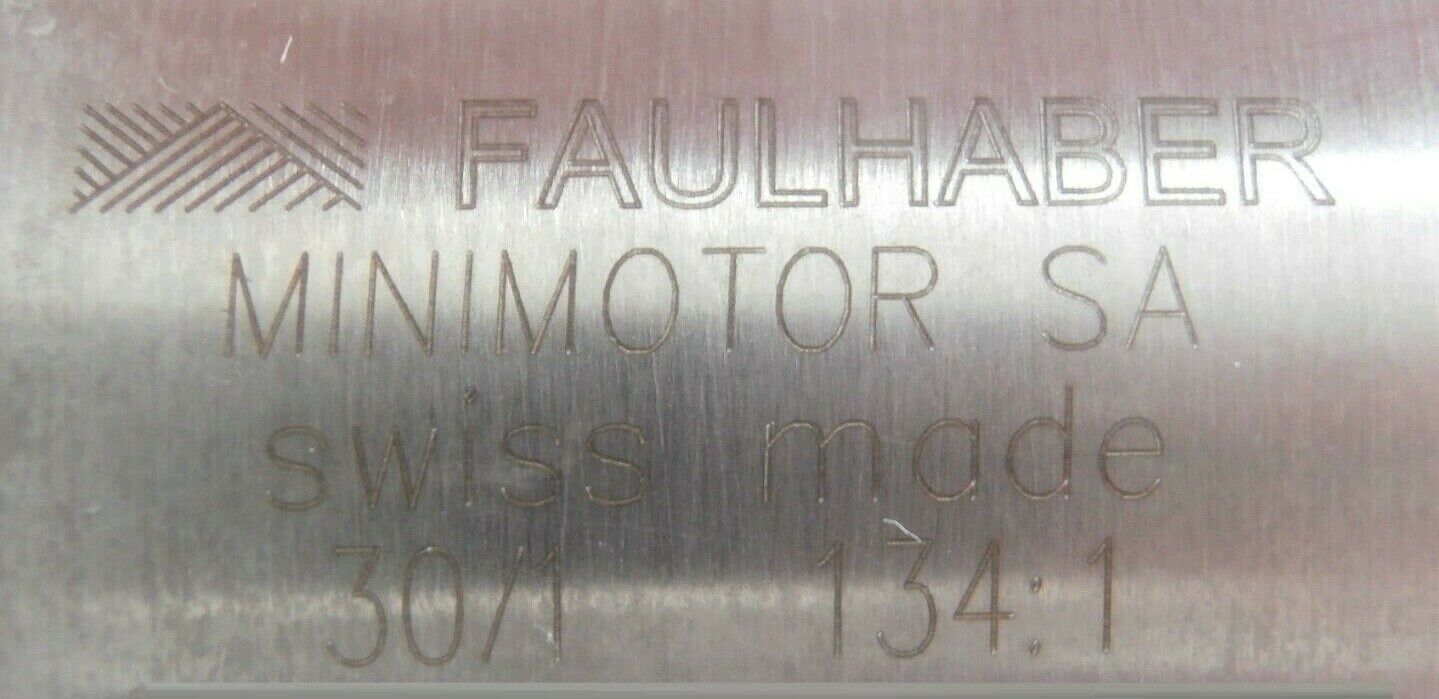 FAULHABER
MINIMOTOR SA
swiss made
30/1 134:1